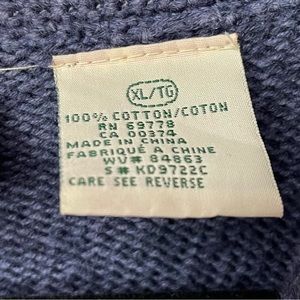 XL/TG
100% COTTON/COTON
RN 69778
CA 00374
MADE IN CHINA
FABRIQUÉ A CHINE
WV# 84863
S# KD9722C
CARE SEE REVERSE